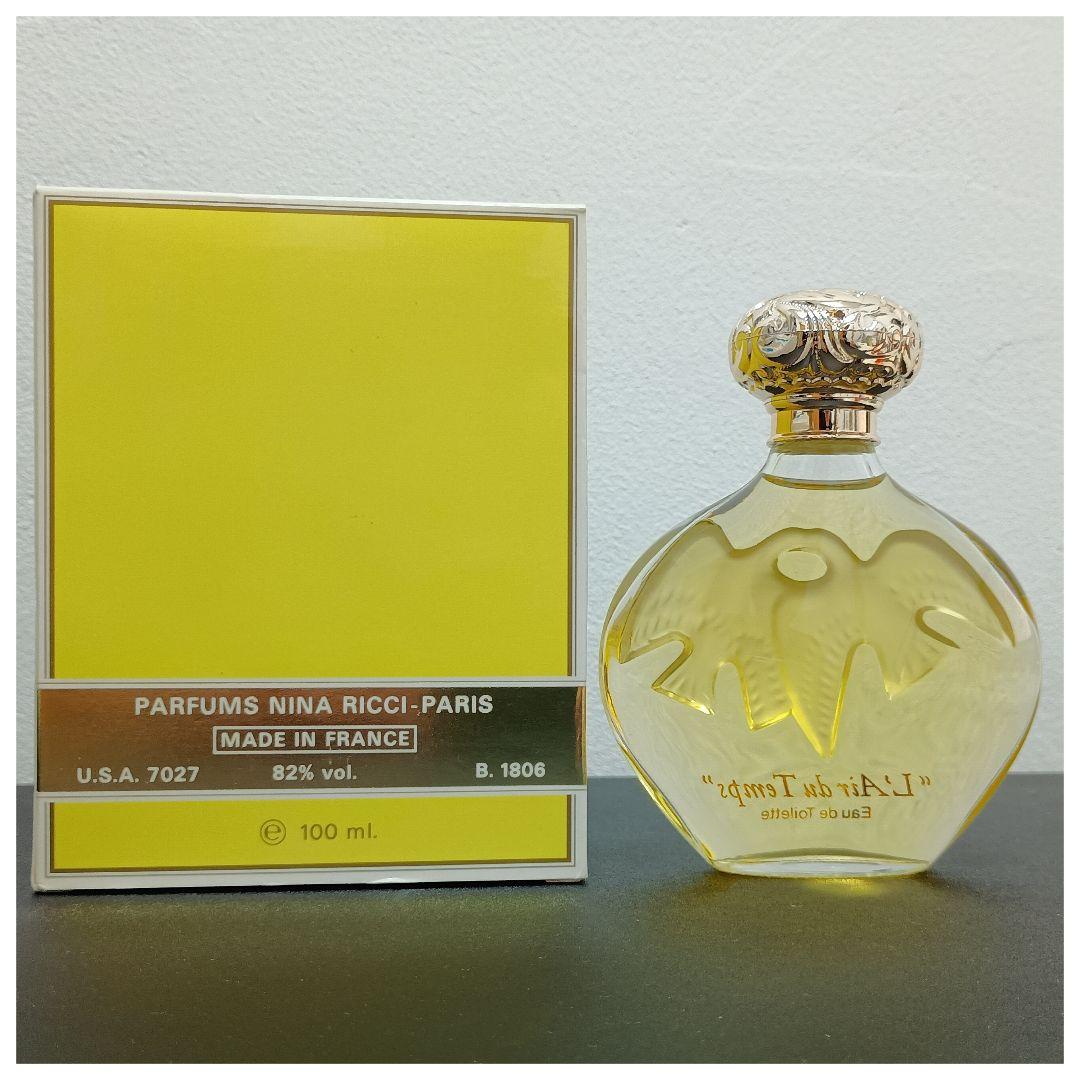 PARFUMS NINA RICCI-PARIS
MADE IN FRANCE
U.S.A. 7027 82% vol. B. 1806
℮ 100 ml.
"L'Air du Temps"
Eau de Toilette